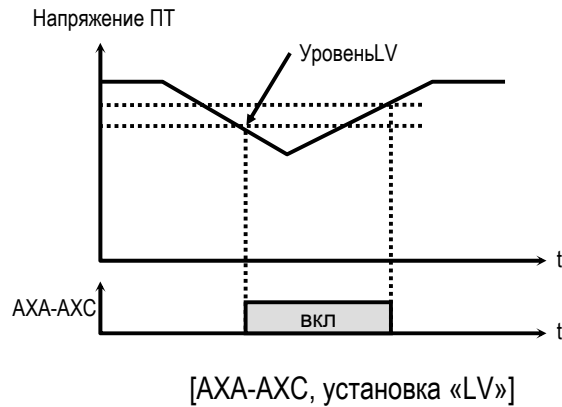 Напряжение ПТ
УровеньLV
t
AXA-AXC
вкл
t
[AXA-AXC, установка «LV»]